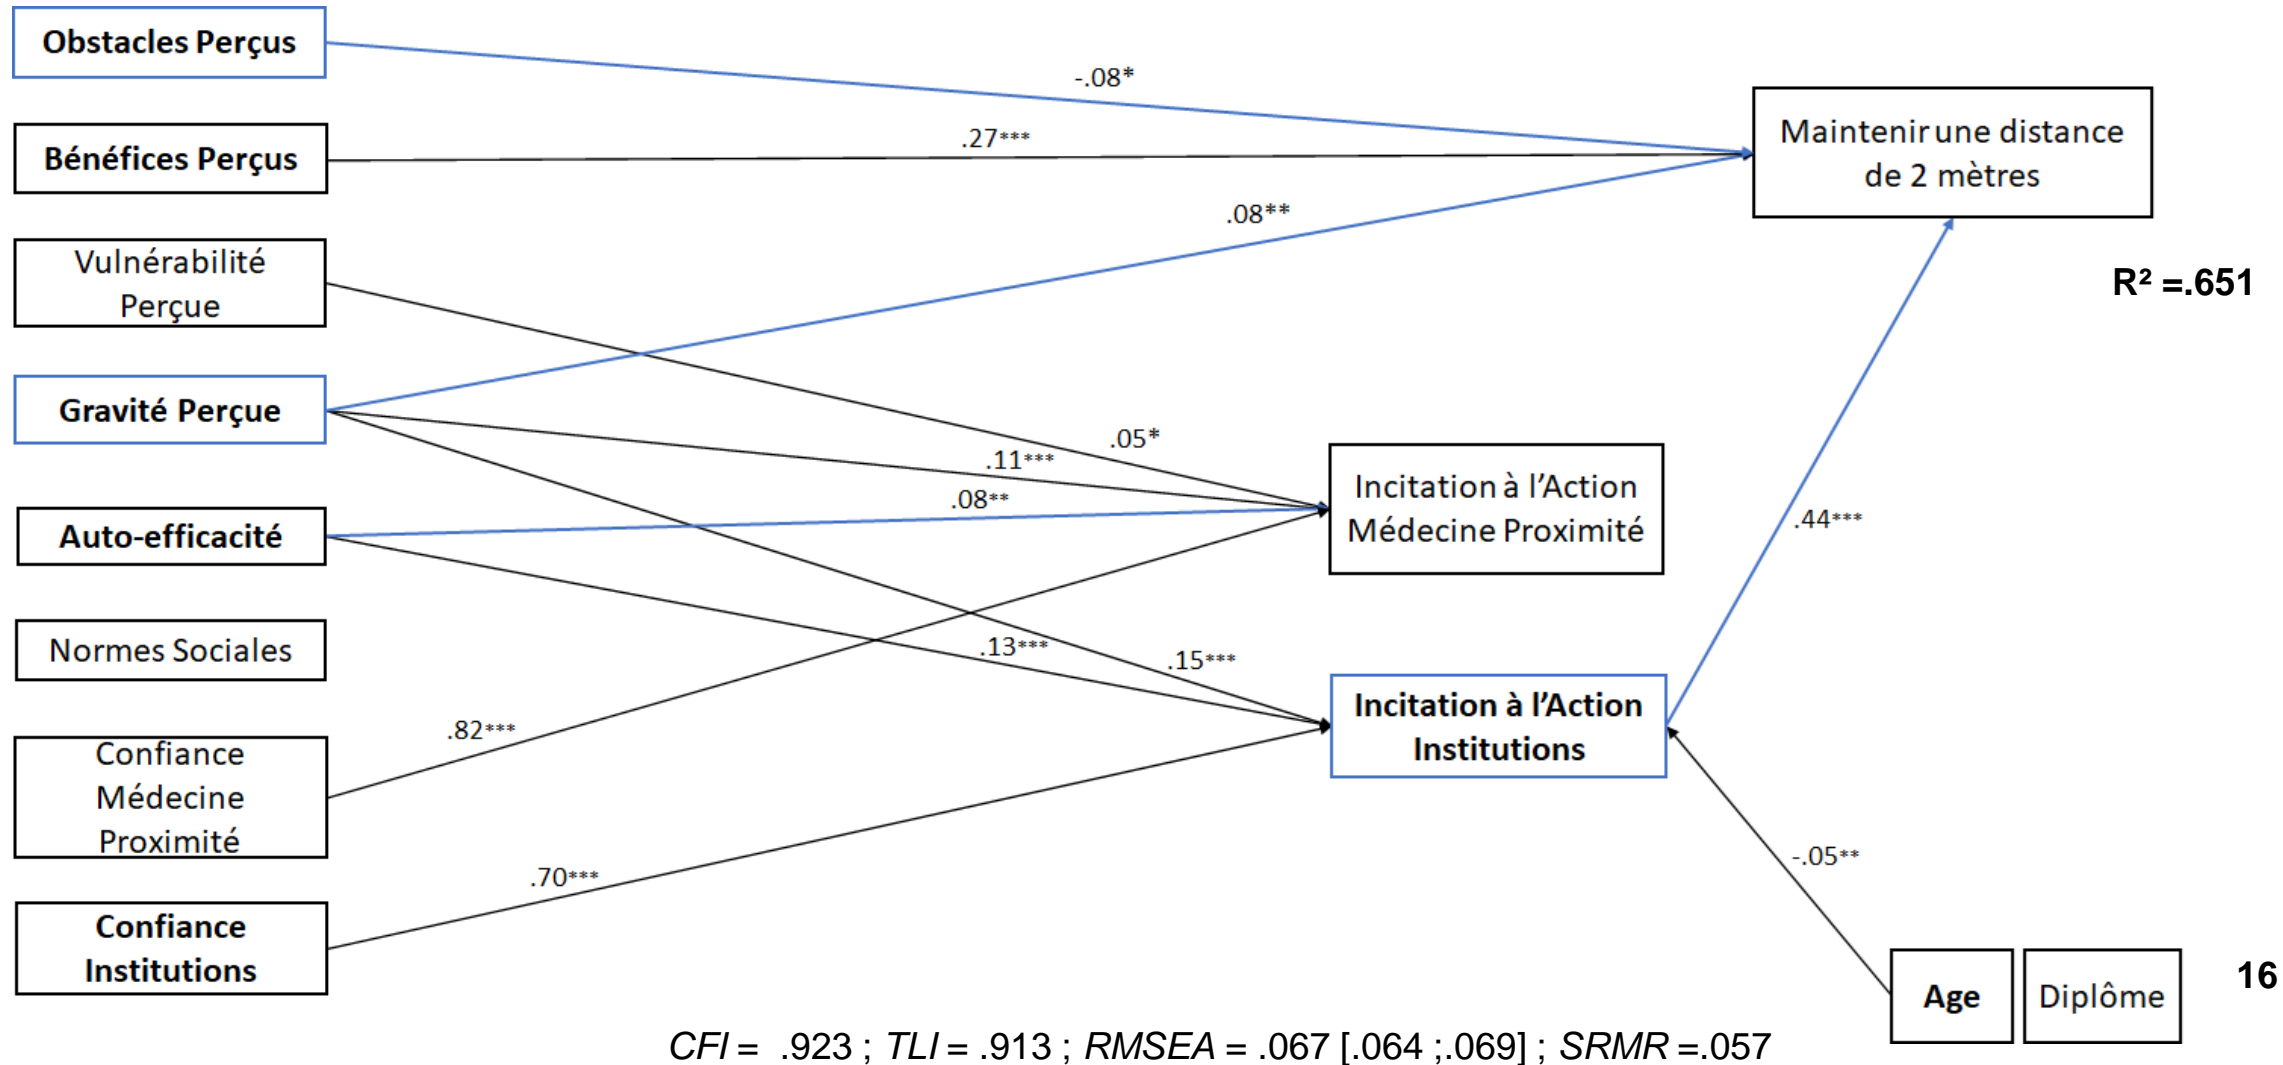 Obstacles Perçus
-.08*
Maintenir une distance
de 2 mètres
Bénéfices Perçus
.27***
Vulnérabilité
Perçue
.08**
R² =.651
Gravité Perçue
.05*
.11***
Incitation à l’Action
Médecine Proximité
.08**
Auto-efficacité
.44***
Normes Sociales
.13***
.15***
Incitation à l’Action
Institutions
.82***
Confiance
Médecine
Proximité
.70***
-.05**
Confiance
Institutions
Age
Diplôme
16
CFI = .923 ; TLI = .913 ; RMSEA = .067 [.064 ;.069] ; SRMR =.057